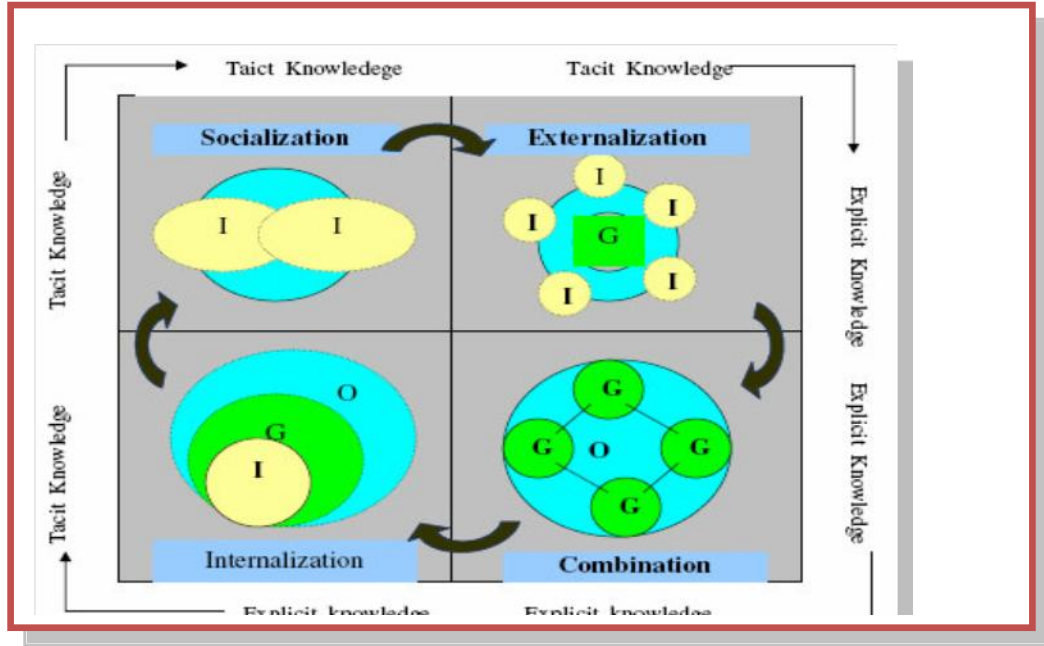 Taict Knowledege
Tacit Knowledge
Socialization
Externalization
Tacit Knowledge
Explicit Knowledge
I
I
I
I
I
I
I
G
Tacit Knowledge
Explicit Knowledge
O
G
I
G
G
O
G
G
Internalization
Combination
Explicit knowledge
Explicit knowledge